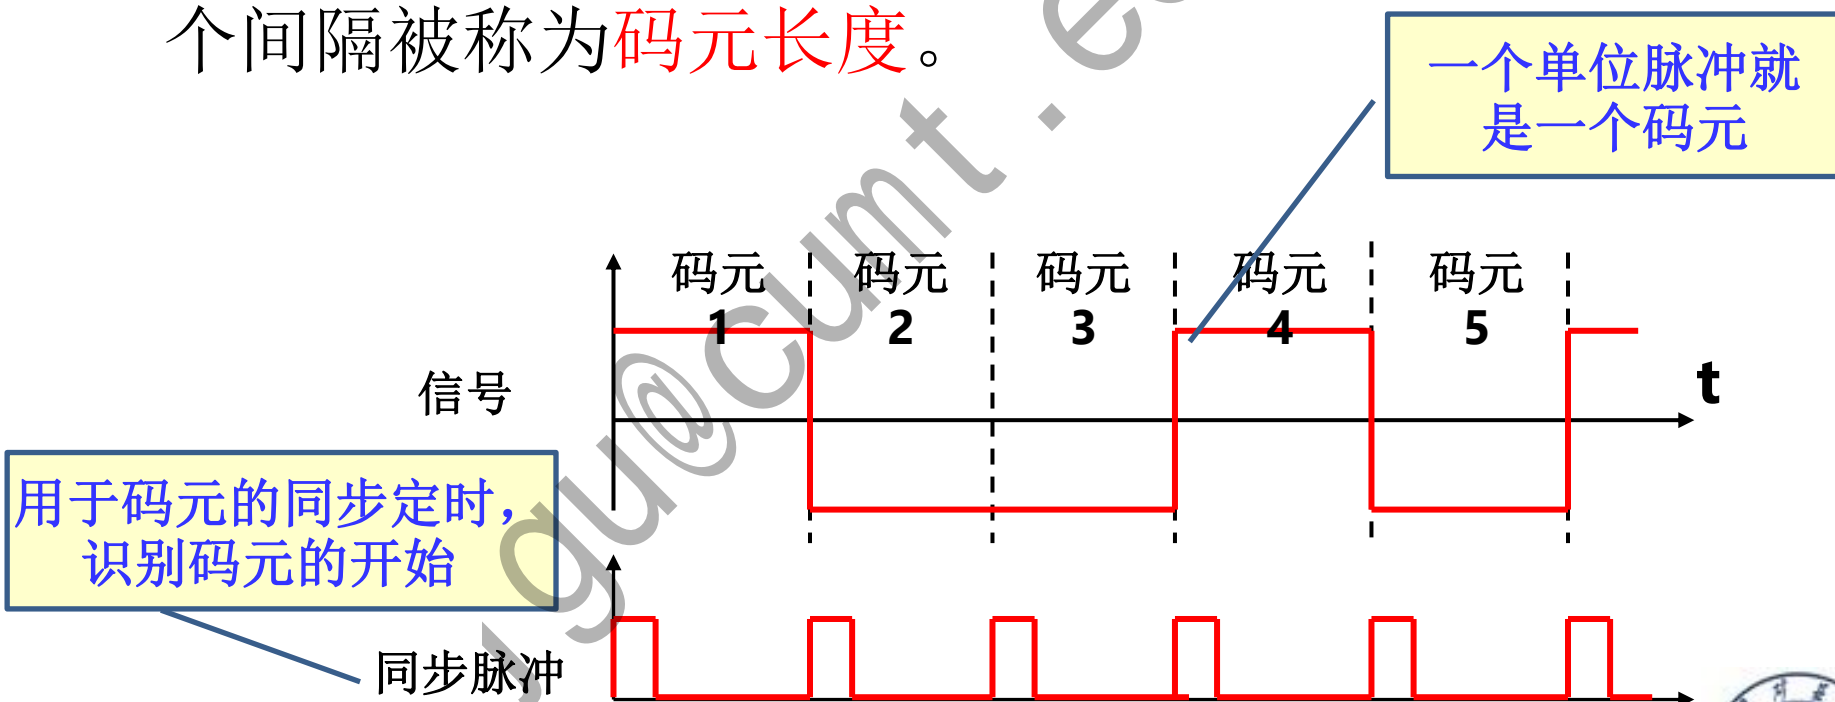 个间隔被称为码元长度。
一个单位脉冲就
是一个码元
码元
1
码元
2
码元
3
码元
4
码元
5
信号
t
用于码元的同步定时，
识别码元的开始
同步脉冲
gu@cumt.e